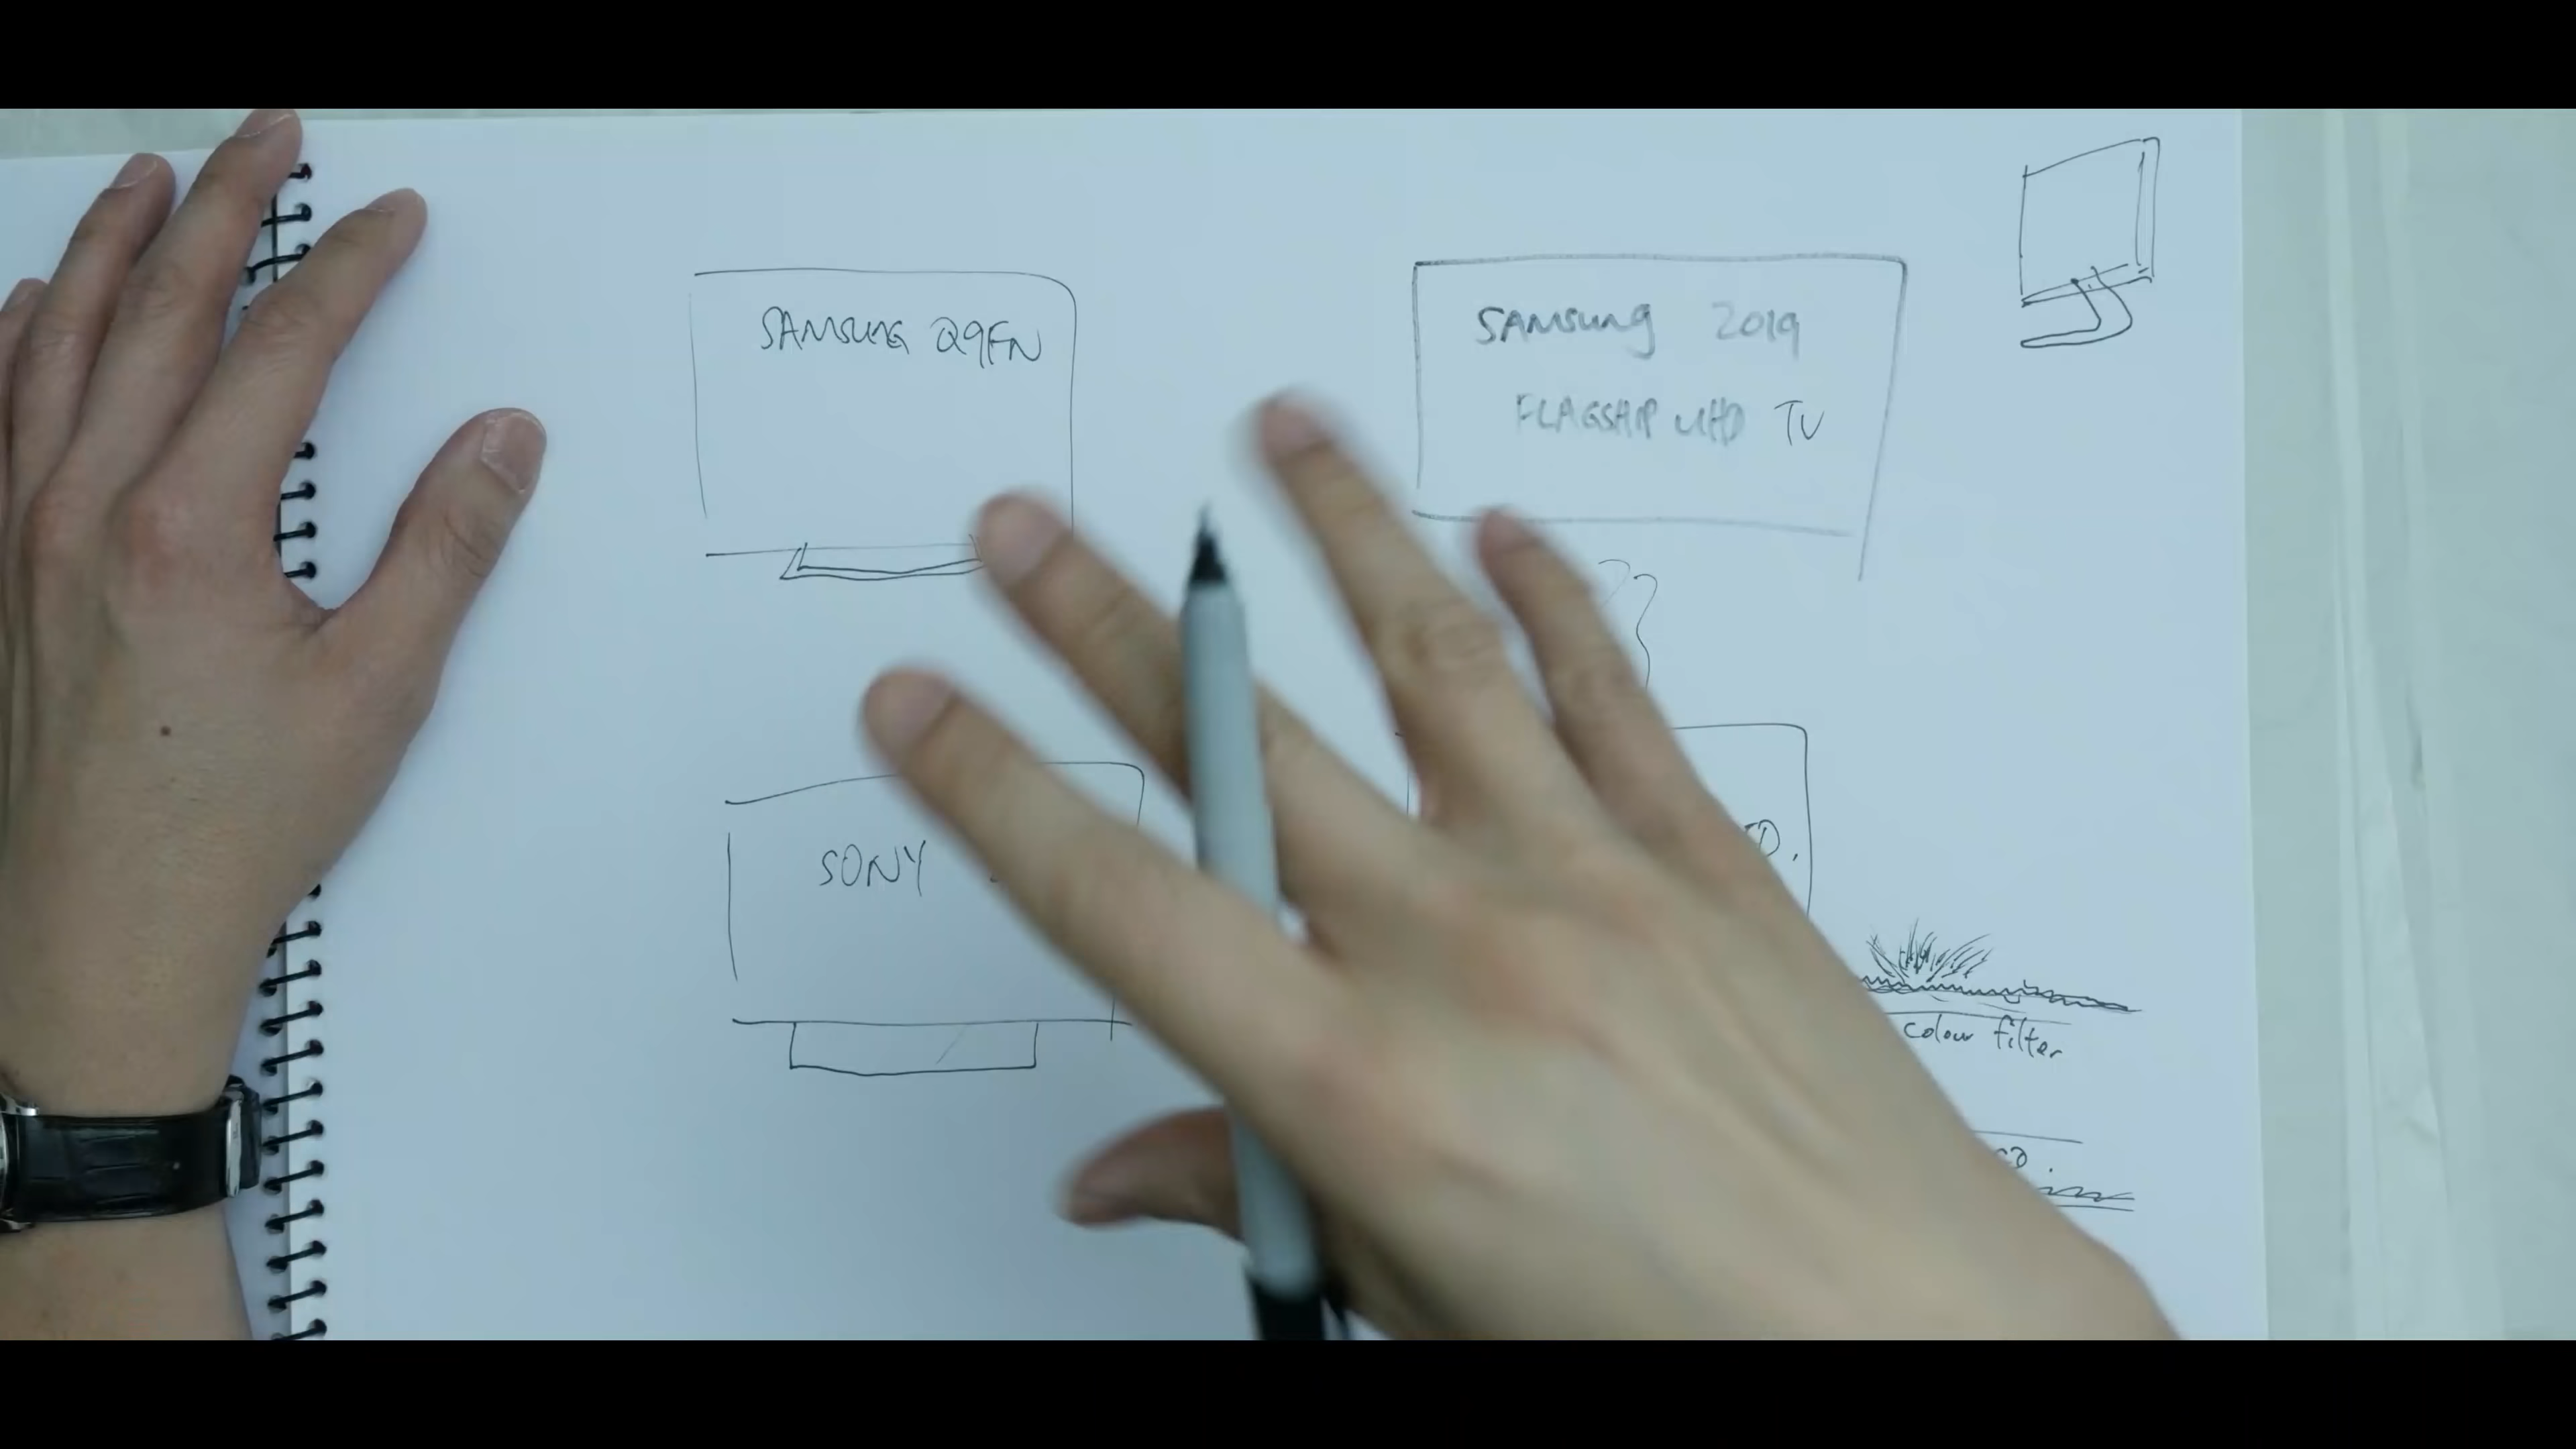 SAMSUNG Q9FN
SAMSung 2019
FLAGSHIP UHD TV
??
SONY
colour filter